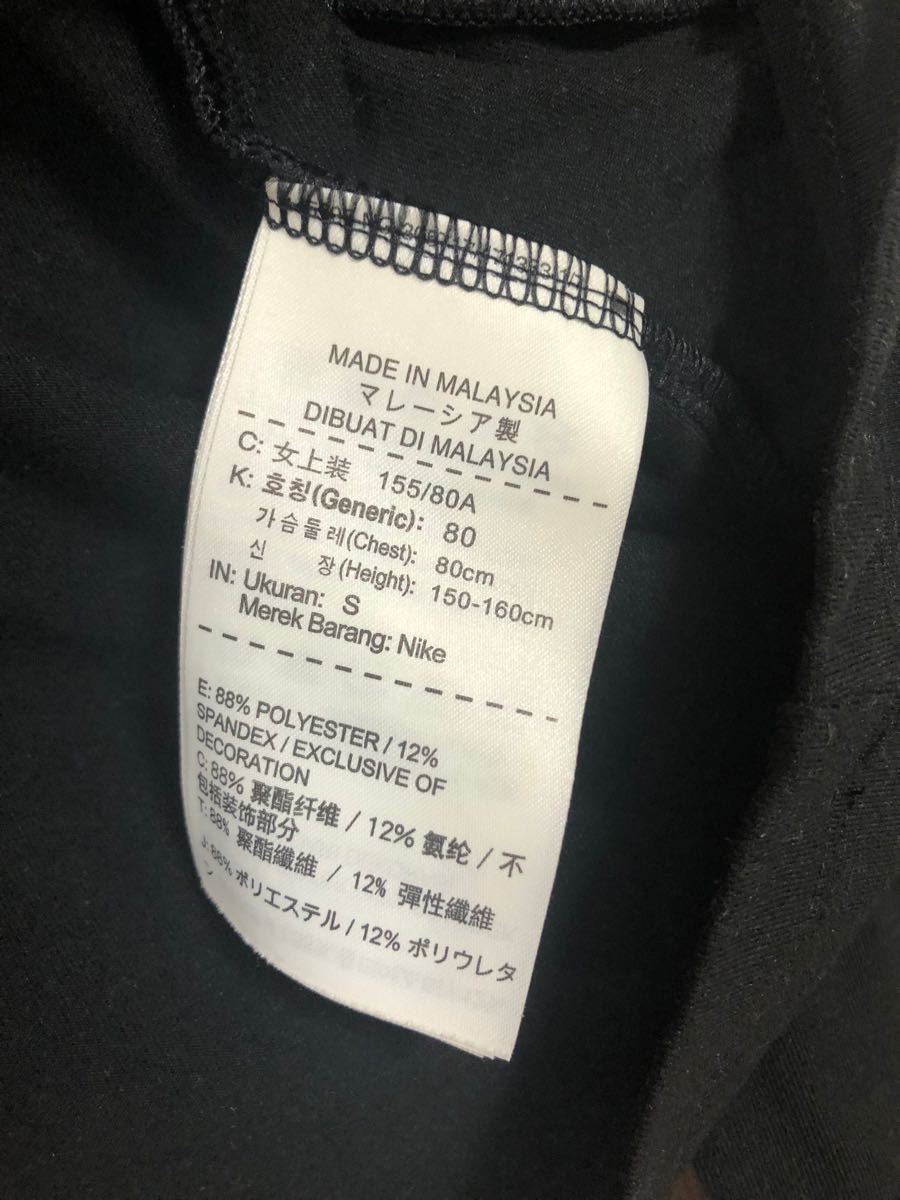 MADE IN MALAYSIA
マレーシア製
DIBUAT DI MALAYSIA
C: 女上装 155/80A
K: 호칭(Generic): 80
가슴둘레(Chest): 80cm
신 장(Height): 150-160cm
IN: Ukuran: S
Merek Barang: Nike
E: 88% POLYESTER / 12%
SPANDEX / EXCLUSIVE OF
DECORATION
C: 88% 聚酯纤维 / 12% 氨纶 / 不
包括装饰部分
T: 88% 聚酯纖維 / 12% 彈性纖維
J: 88% ポリエステル / 12% ポリウレタ
ン